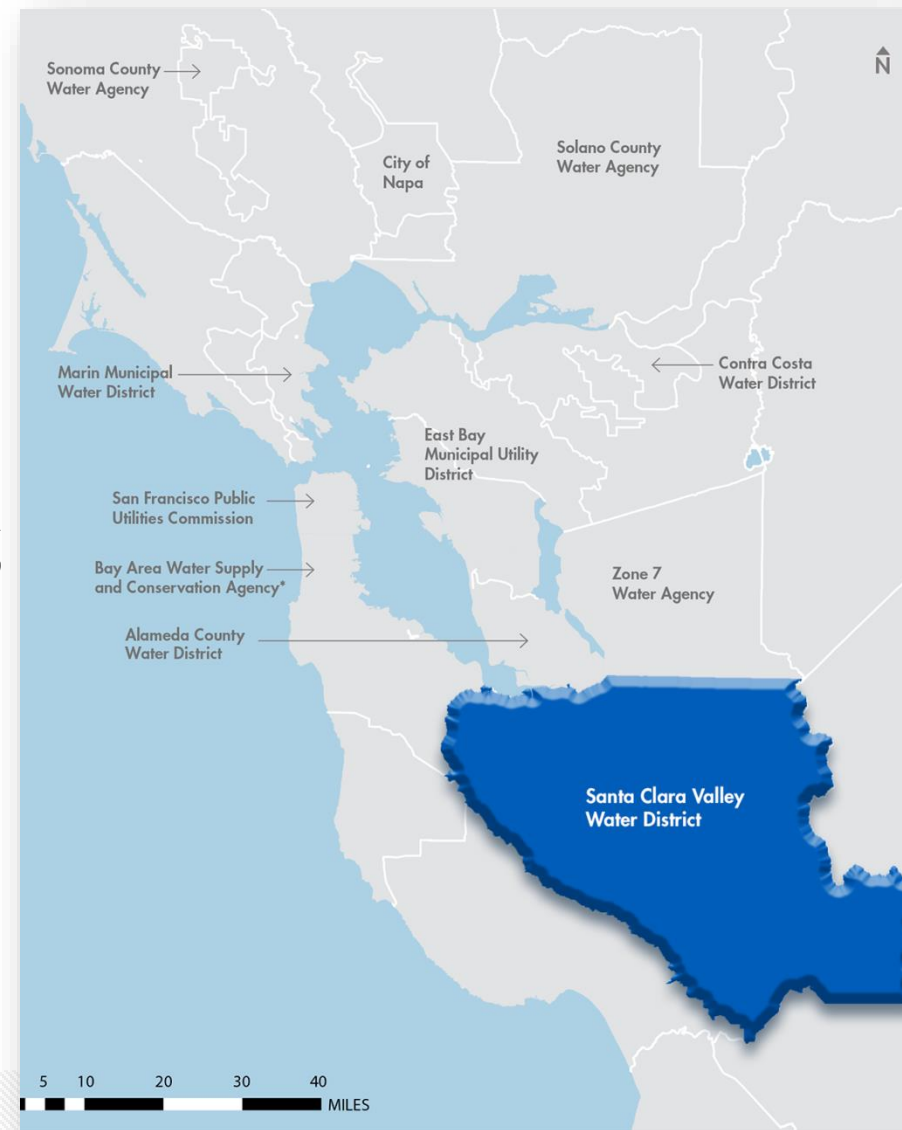 Sonoma County
Water Agency
N
City of
Napa
Solano County
Water Agency
Marin Municipal
Water District
Contra Costa
Water District
East Bay
Municipal Utility
District
San Francisco Public
Utilities Commission
Bay Area Water Supply
and Conservation Agency*
Zone 7
Water Agency
Alameda County
Water District
Santa Clara Valley
Water District
5 10 20 30 40
MILES